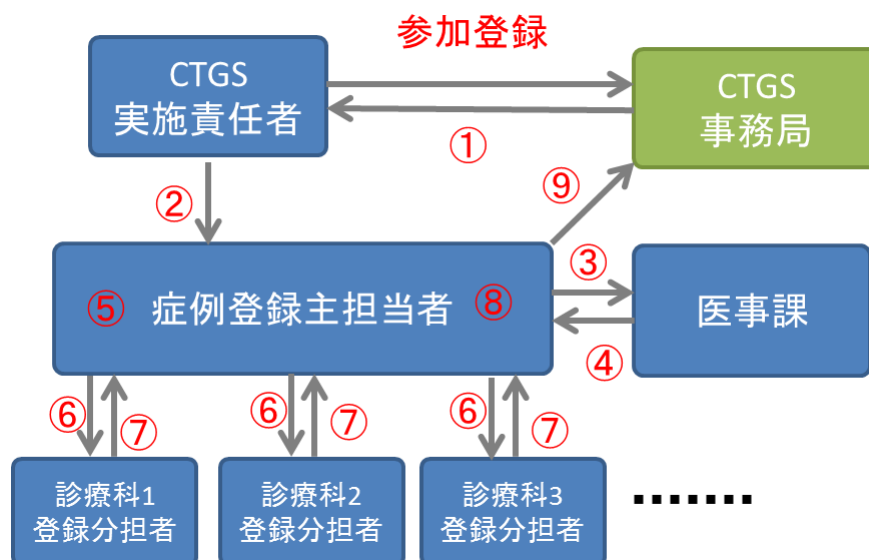 参加登録
CTGS
実施責任者
CTGS
事務局
①
②
⑨
③
⑤ 症例登録主担当者 ⑧
医事課
④
⑥ ⑦ ⑥ ⑦ ⑥ ⑦
診療科1
登録分担者
診療科2
登録分担者
診療科3
登録分担者
.......